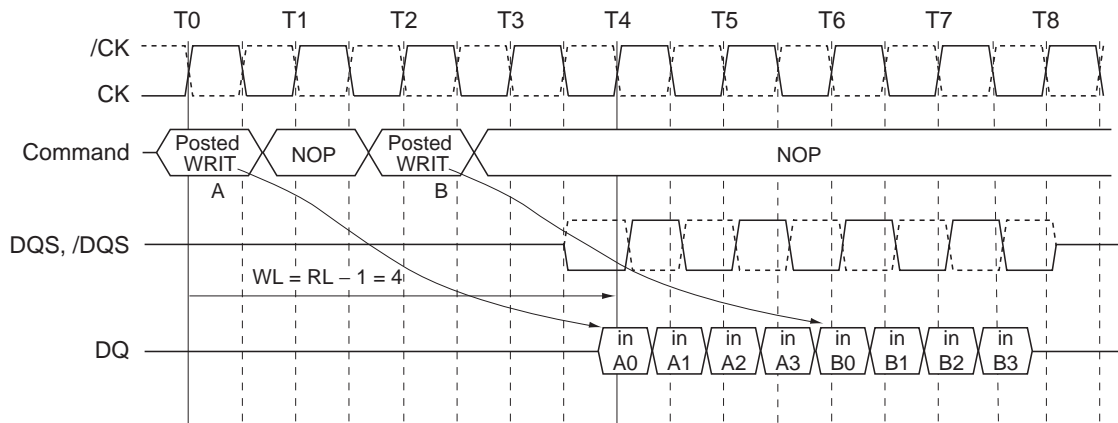 T0 T1 T2 T3 T4 T5 T6 T7 T8
/CK
CK
Command
Posted
WRIT
A
NOP
Posted
WRIT
B
NOP
DQS, /DQS
WL = RL − 1 = 4
DQ
in
A0
in
A1
in
A2
in
A3
in
B0
in
B1
in
B2
in
B3